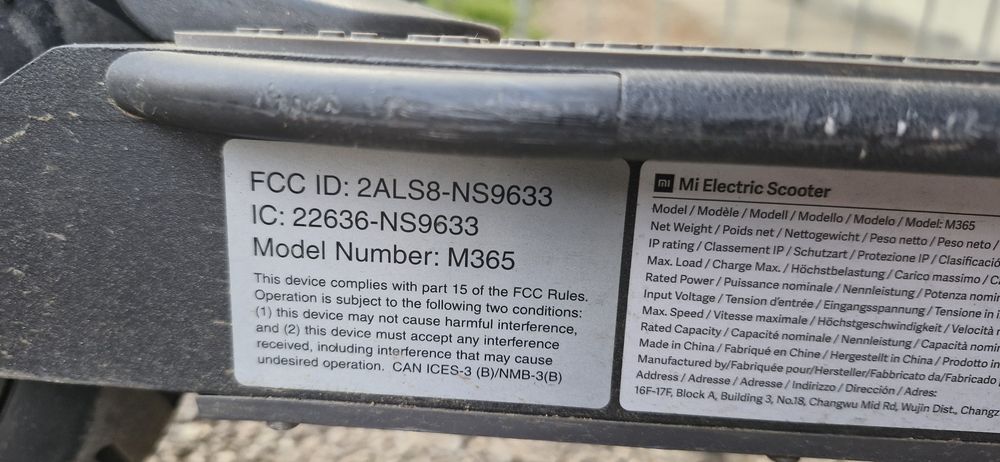 FCC ID: 2ALS8-NS9633
IC: 22636-NS9633
Model Number: M365
This device complies with part 15 of the FCC Rules.
Operation is subject to the following two conditions:
(1) this device may not cause harmful interference,
and (2) this device must accept any interference
received, including interference that may cause
undesired operation. CAN ICES-3 (B)/NMB-3(B)
mi Mi Electric Scooter
Model / Modèle / Modell / Modello / Modelo / Model: M365
Net Weight / Poids net / Nettogewicht / Peso netto / Peso neto /
IP rating / Classement IP / Schutzart / Protezione IP / Clasificació
Max. Load / Charge Max. / Höchstbelastung / Carico massimo /
Rated Power / Puissance nominale / Nennleistung / Potenza nomi
Input Voltage / Tension d'entrée / Eingangsspannung / Tensione in i
Max. Speed / Vitesse maximale / Höchstgeschwindigkeit / Velocità
Rated Capacity / Capacité nominale / Nennleistung / Capacità nomi
Made in China / Fabriqué en Chine / Hergestellt in China / Prodotto in
Manufactured by/Fabriquée pour/Hersteller/Fabbricato da/Fabricado
Address / Adresse / Adresse / Indirizzo / Dirección / Adres:
16F-17F, Block A, Building 3, No.18, Changwu Mid Rd, Wujin Dist., Changz